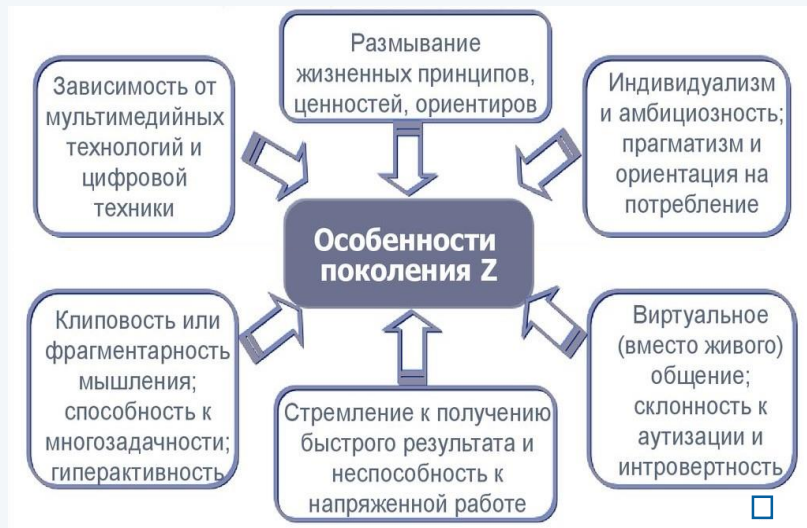 Размывание
жизненных принципов,
ценностей, ориентиров
Зависимость от
мультимедийных
технологий и
цифровой
техники
Индивидуализм
и амбициозность;
прагматизм и
ориентация на
потребление
Особенности
поколения Z
Клиповость или
фрагментарность
мышления;
способность к
многозадачности;
гиперактивность
Стремление к получению
быстрого результата и
неспособность к
напряженной работе
Виртуальное
(вместо живого)
общение;
склонность к
аутизации и
интровертность